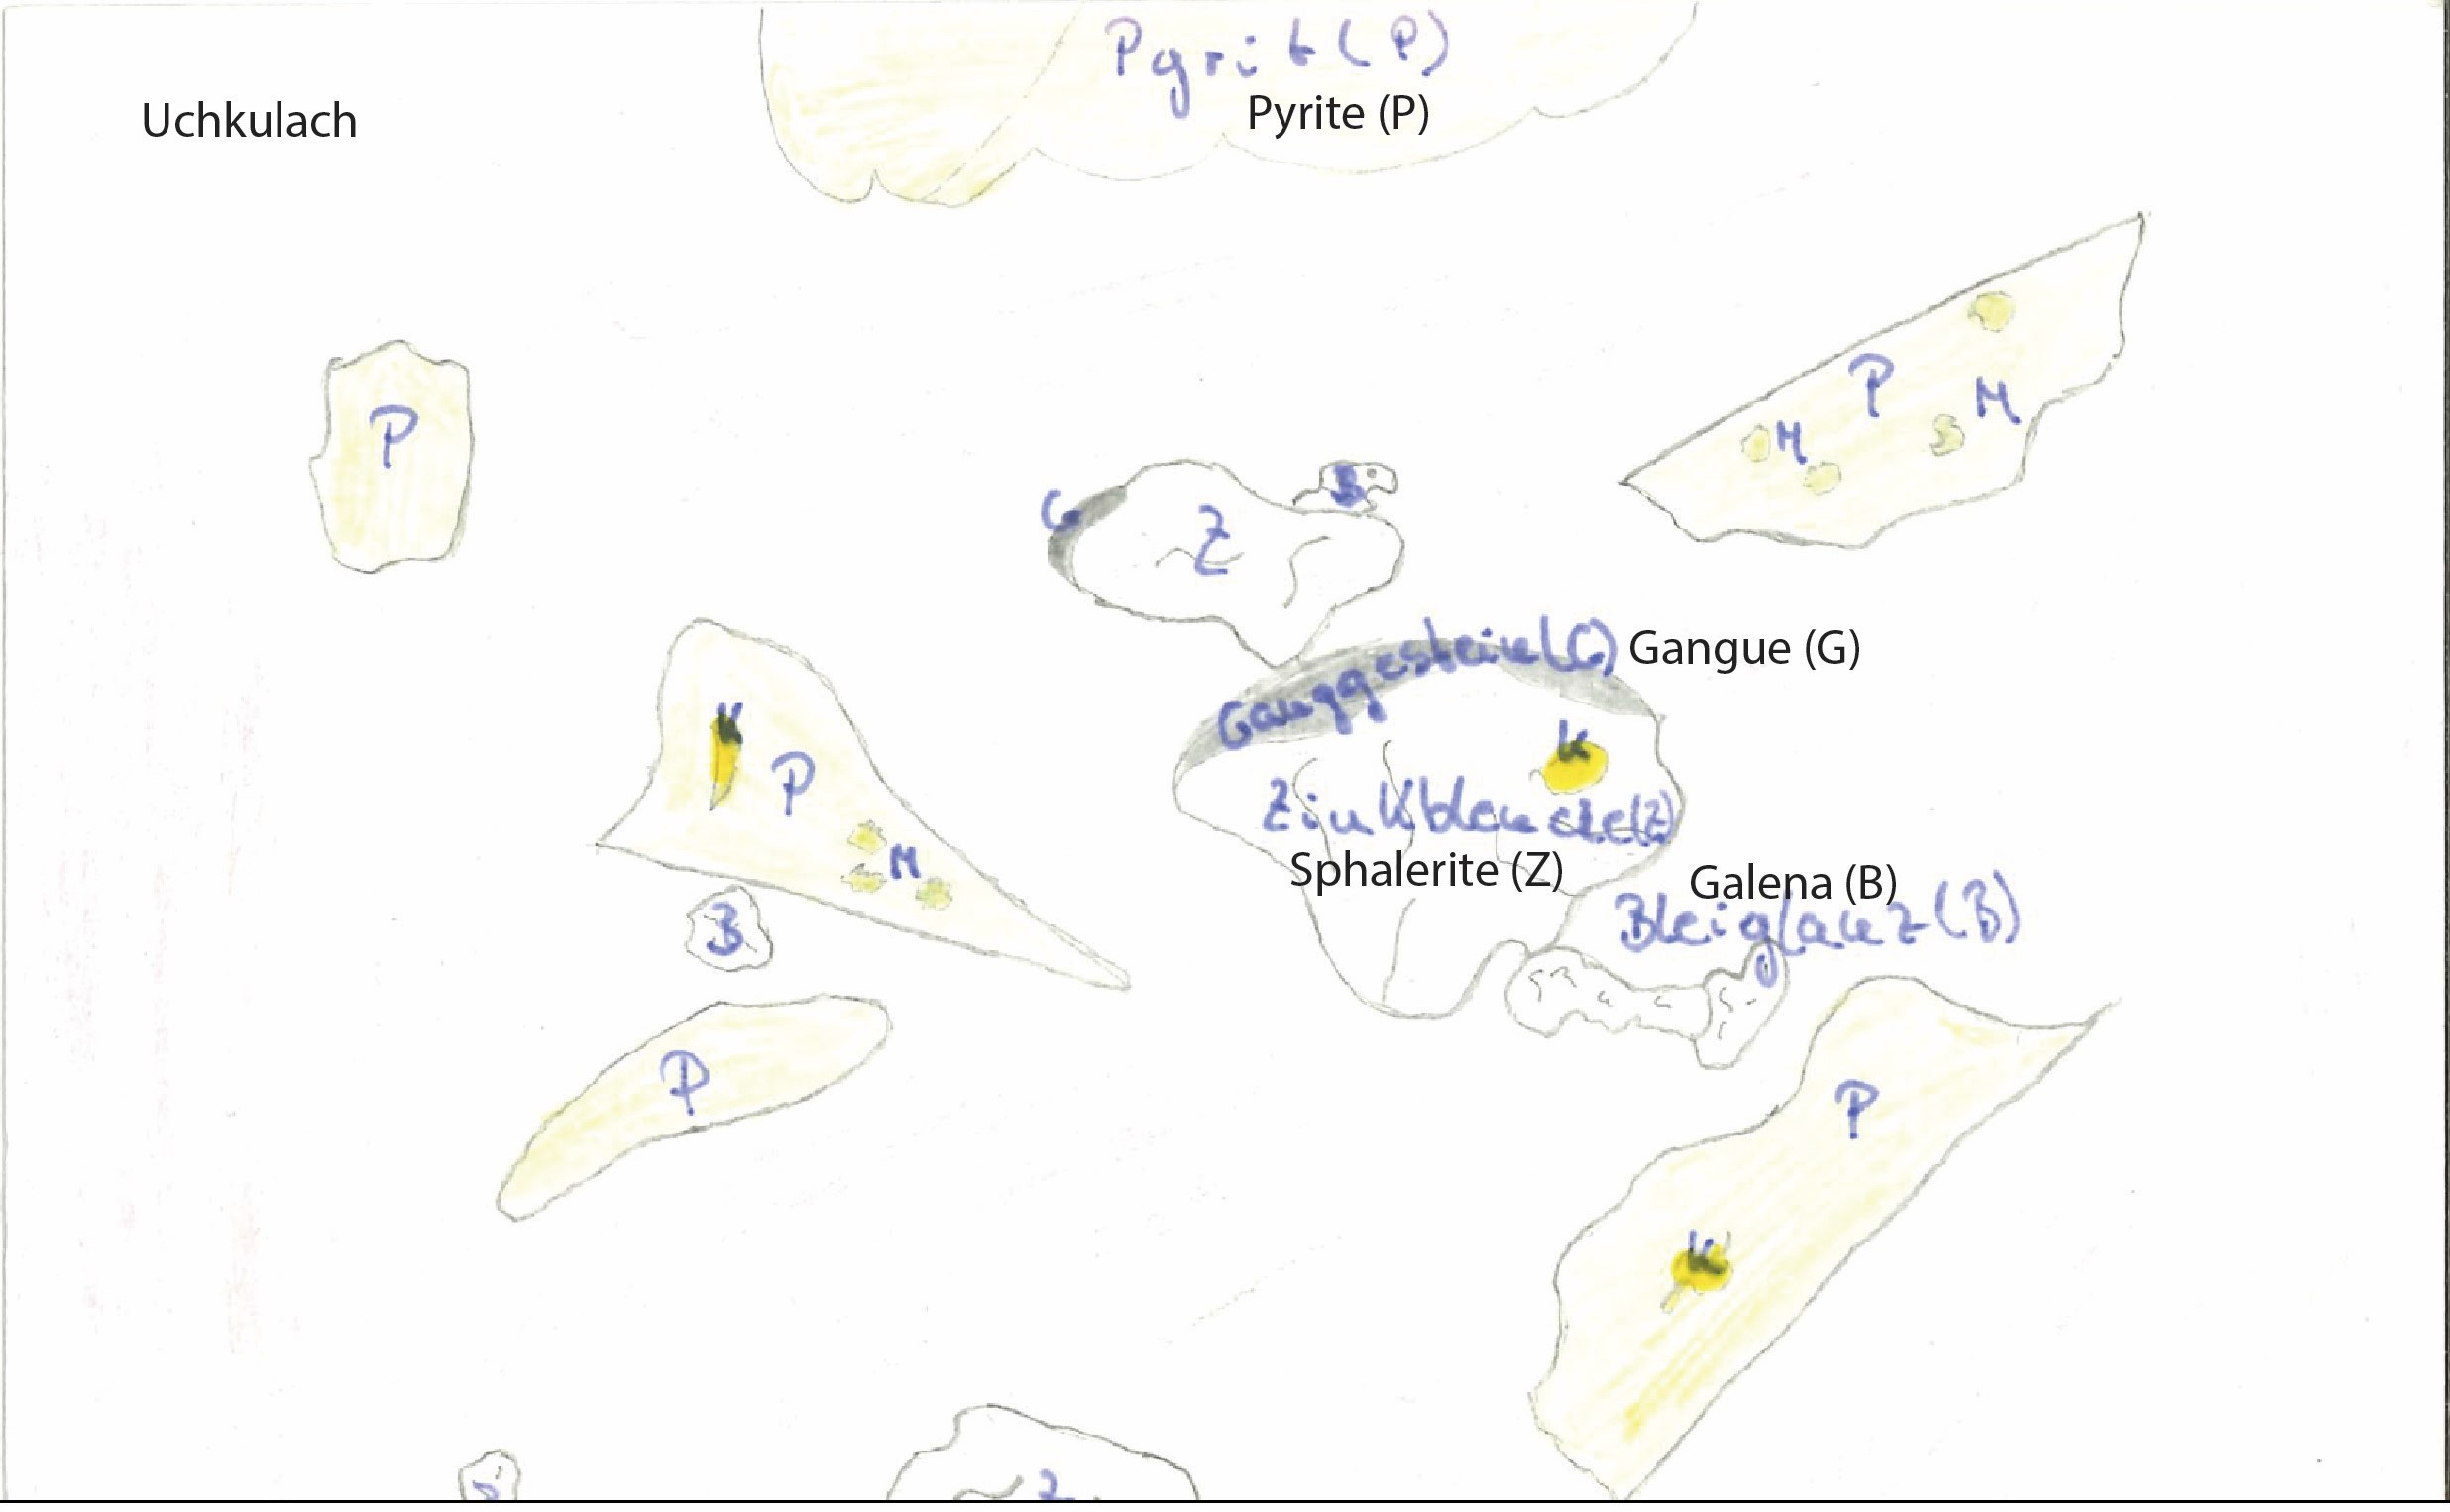 Pyrit (P)
Pyrite (P)
Uchkulach
P
P
M
M
G
Z
B
Ganggestein (G)
Gangue (G)
K
P
M
K
Zinkblende (Z)
Sphalerite (Z)
Galena (B)
Bleiglanz (B)
B
P
P
K
B
Z